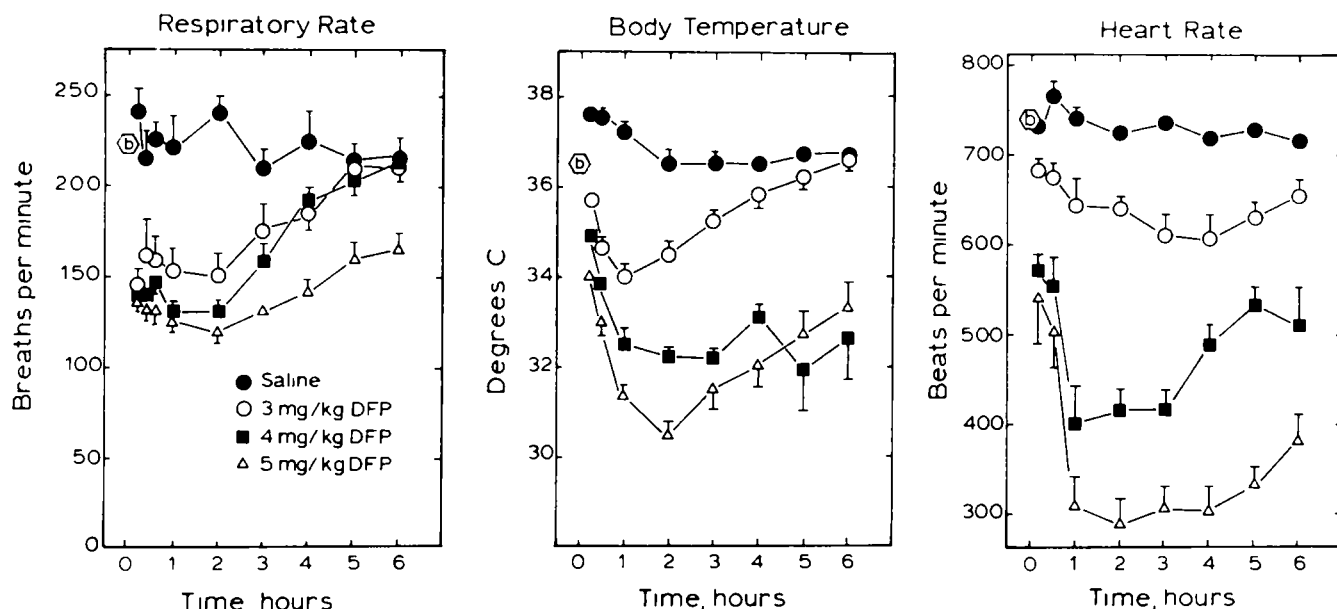 Respiratory Rate
Breaths per minute
250
200
150
100
50
0
b
Saline
3 mg/kg DFP
4 mg/kg DFP
5 mg/kg DFP
0 1 2 3 4 5 6
Time, hours
Body Temperature
Degrees C
38
36
34
32
30
b
0 1 2 3 4 5 6
Time, hours
Heart Rate
Beats per minute
800
700
600
500
400
300
b
0 1 2 3 4 5 6
Time, hours